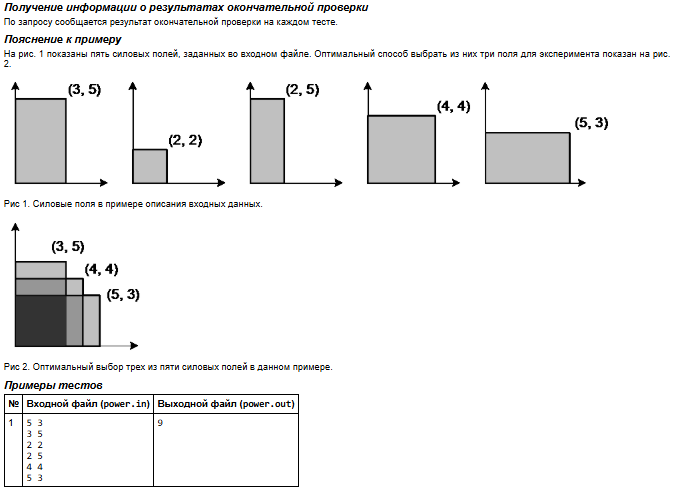 Получение информации о результатах окончательной проверки
По запросу сообщается результат окончательной проверки на каждом тесте.
Пояснение к примеру
На рис. 1 показаны пять силовых полей, заданных во входном файле. Оптимальный способ выбрать из них три поля для эксперимента показан на рис.
2.
(3, 5)
(2, 2)
(2, 5)
(4, 4)
(5, 3)
Рис 1. Силовые поля в примере описания входных данных.
(3, 5)
(4, 4)
(5, 3)
Рис 2. Оптимальный выбор трех из пяти силовых полей в данном примере.
Примеры тестов
№ Входной файл (power.in) Выходной файл (power.out)
1 5 3 9
3 5
2 2
2 5
4 4
5 3